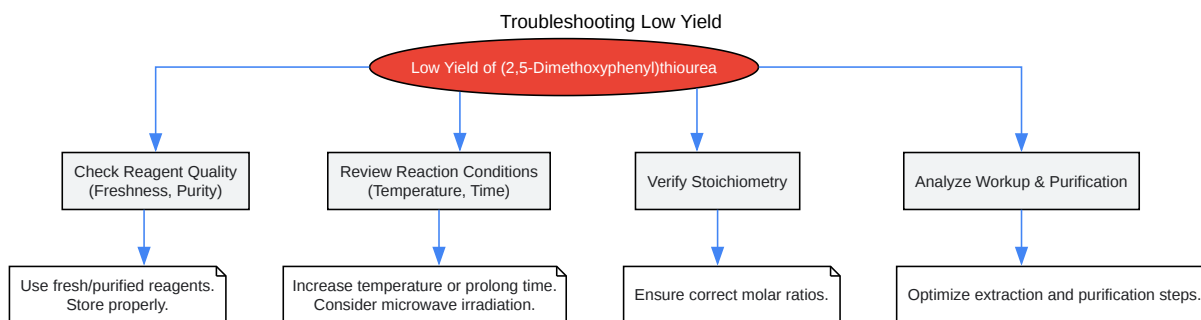 Troubleshooting Low Yield
Low Yield of (2,5-Dimethoxyphenyl)thiourea
Check Reagent Quality
(Freshness, Purity)
Review Reaction Conditions
(Temperature, Time)
Verify Stoichiometry
Analyze Workup & Purification
Use fresh/purified reagents.
Store properly.
Increase temperature or prolong time.
Consider microwave irradiation.
Ensure correct molar ratios.
Optimize extraction and purification steps.